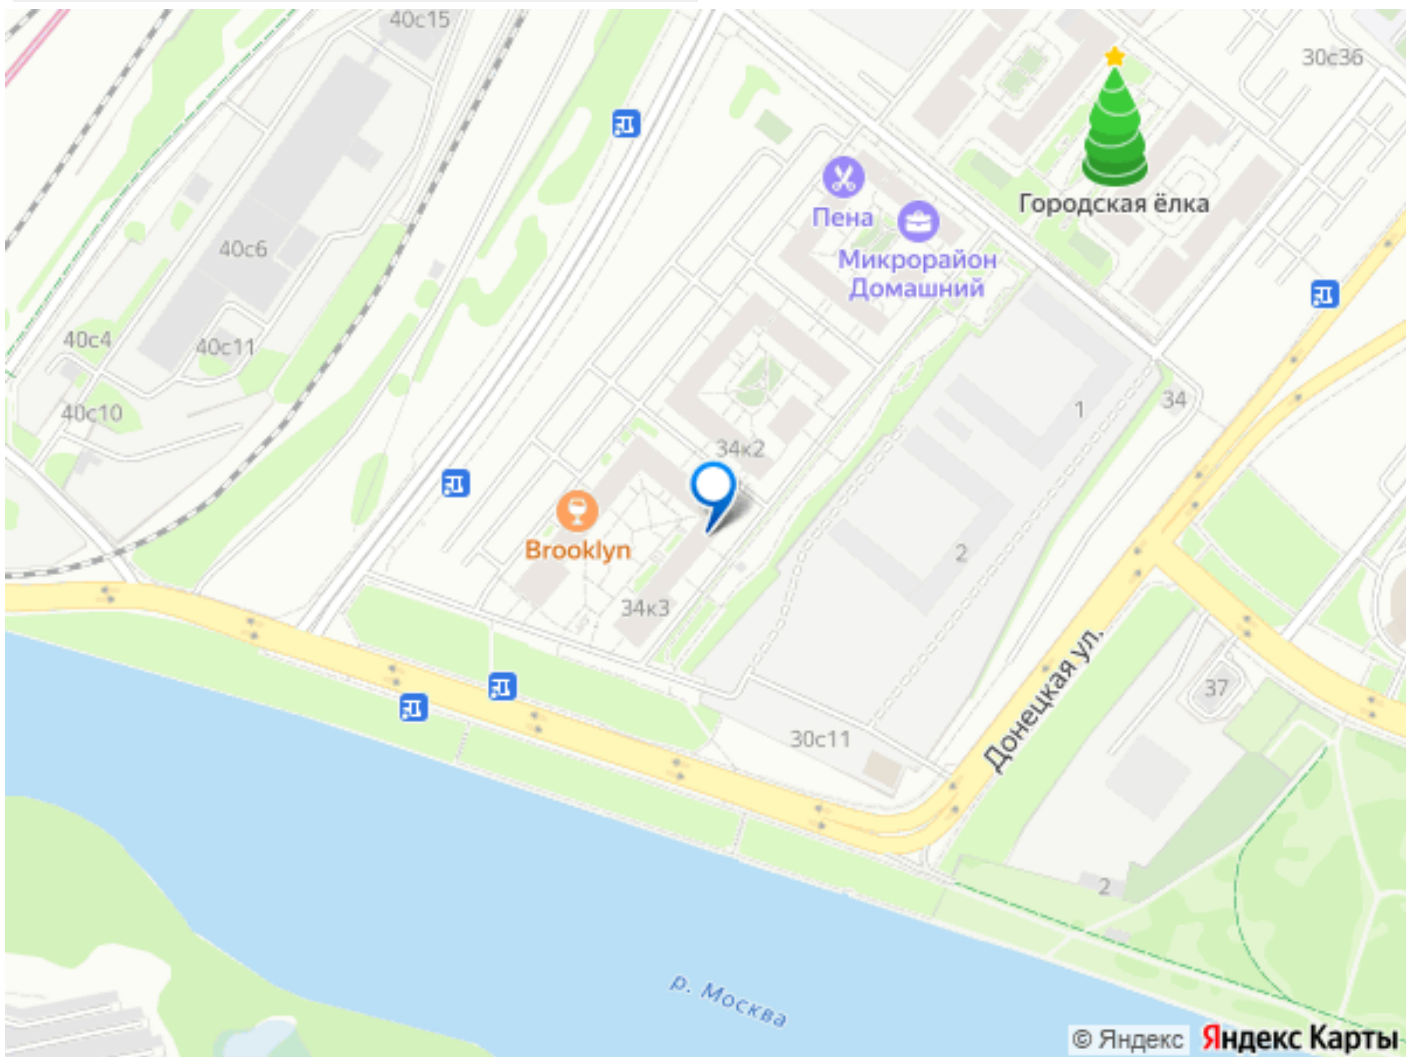 40с15
30с36
Городская ёлка
Пена
Микрорайон
Домашний
40с6
40с4
40с11
40с10
34
1
34к2
Brooklyn
2
34к3
Донецкая ул.
37
30с11
2
р. Москва
© Яндекс Яндекс Карты